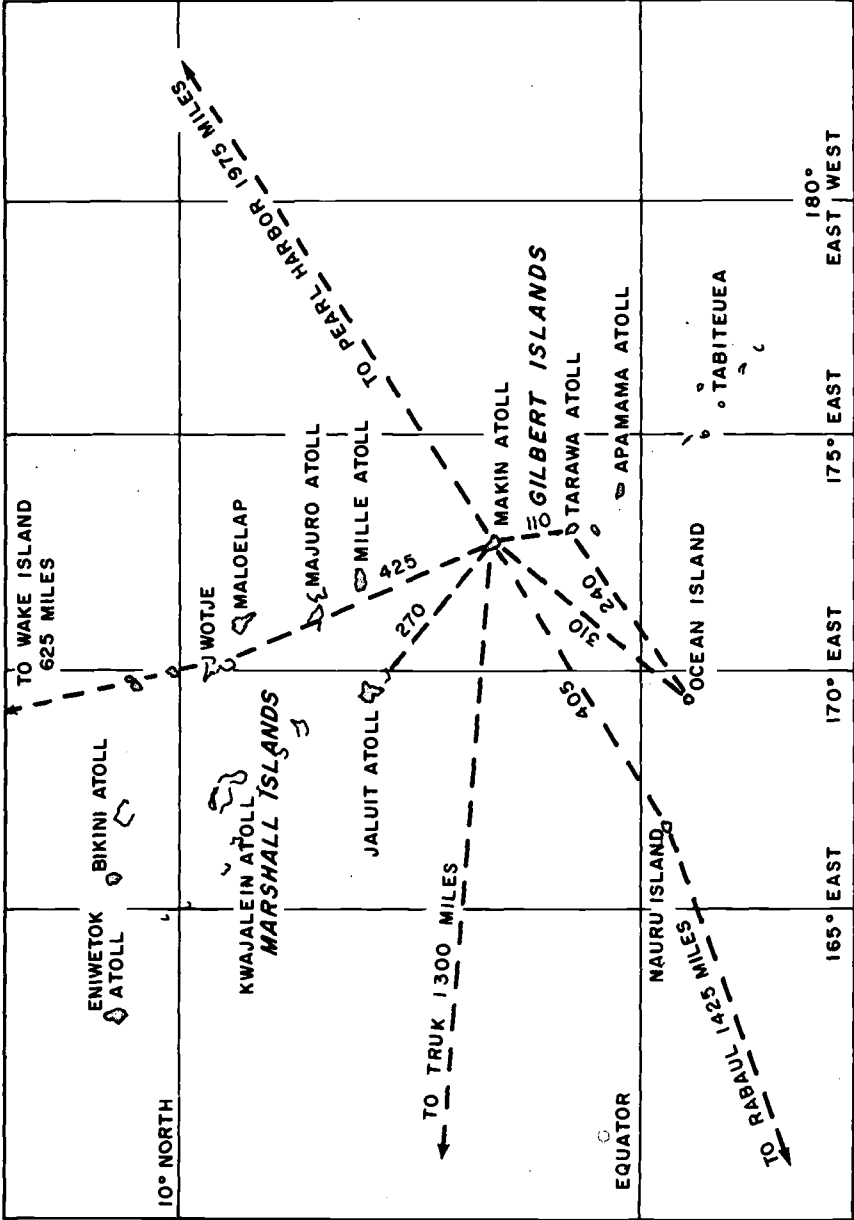 TO WAKE ISLAND
625 MILES
ENIWETOK
ATOLL
BIKINI ATOLL
10° NORTH
WOTJE
MALOELAP
KWAJALEIN ATOLL
MARSHALL ISLANDS
MAJURO ATOLL
MILLE ATOLL
425
JALUIT ATOLL
270
TO PEARL HARBOR 1975 MILES
MAKIN ATOLL
GILBERT ISLANDS
TARAWA ATOLL
APAMAMA ATOLL
TO TRUK 1300 MILES
405
310
240
EQUATOR
NAURU ISLAND
OCEAN ISLAND
TABITEUEA
TO RABAUL 1425 MILES
165° EAST
170° EAST
175° EAST
180°
EAST WEST